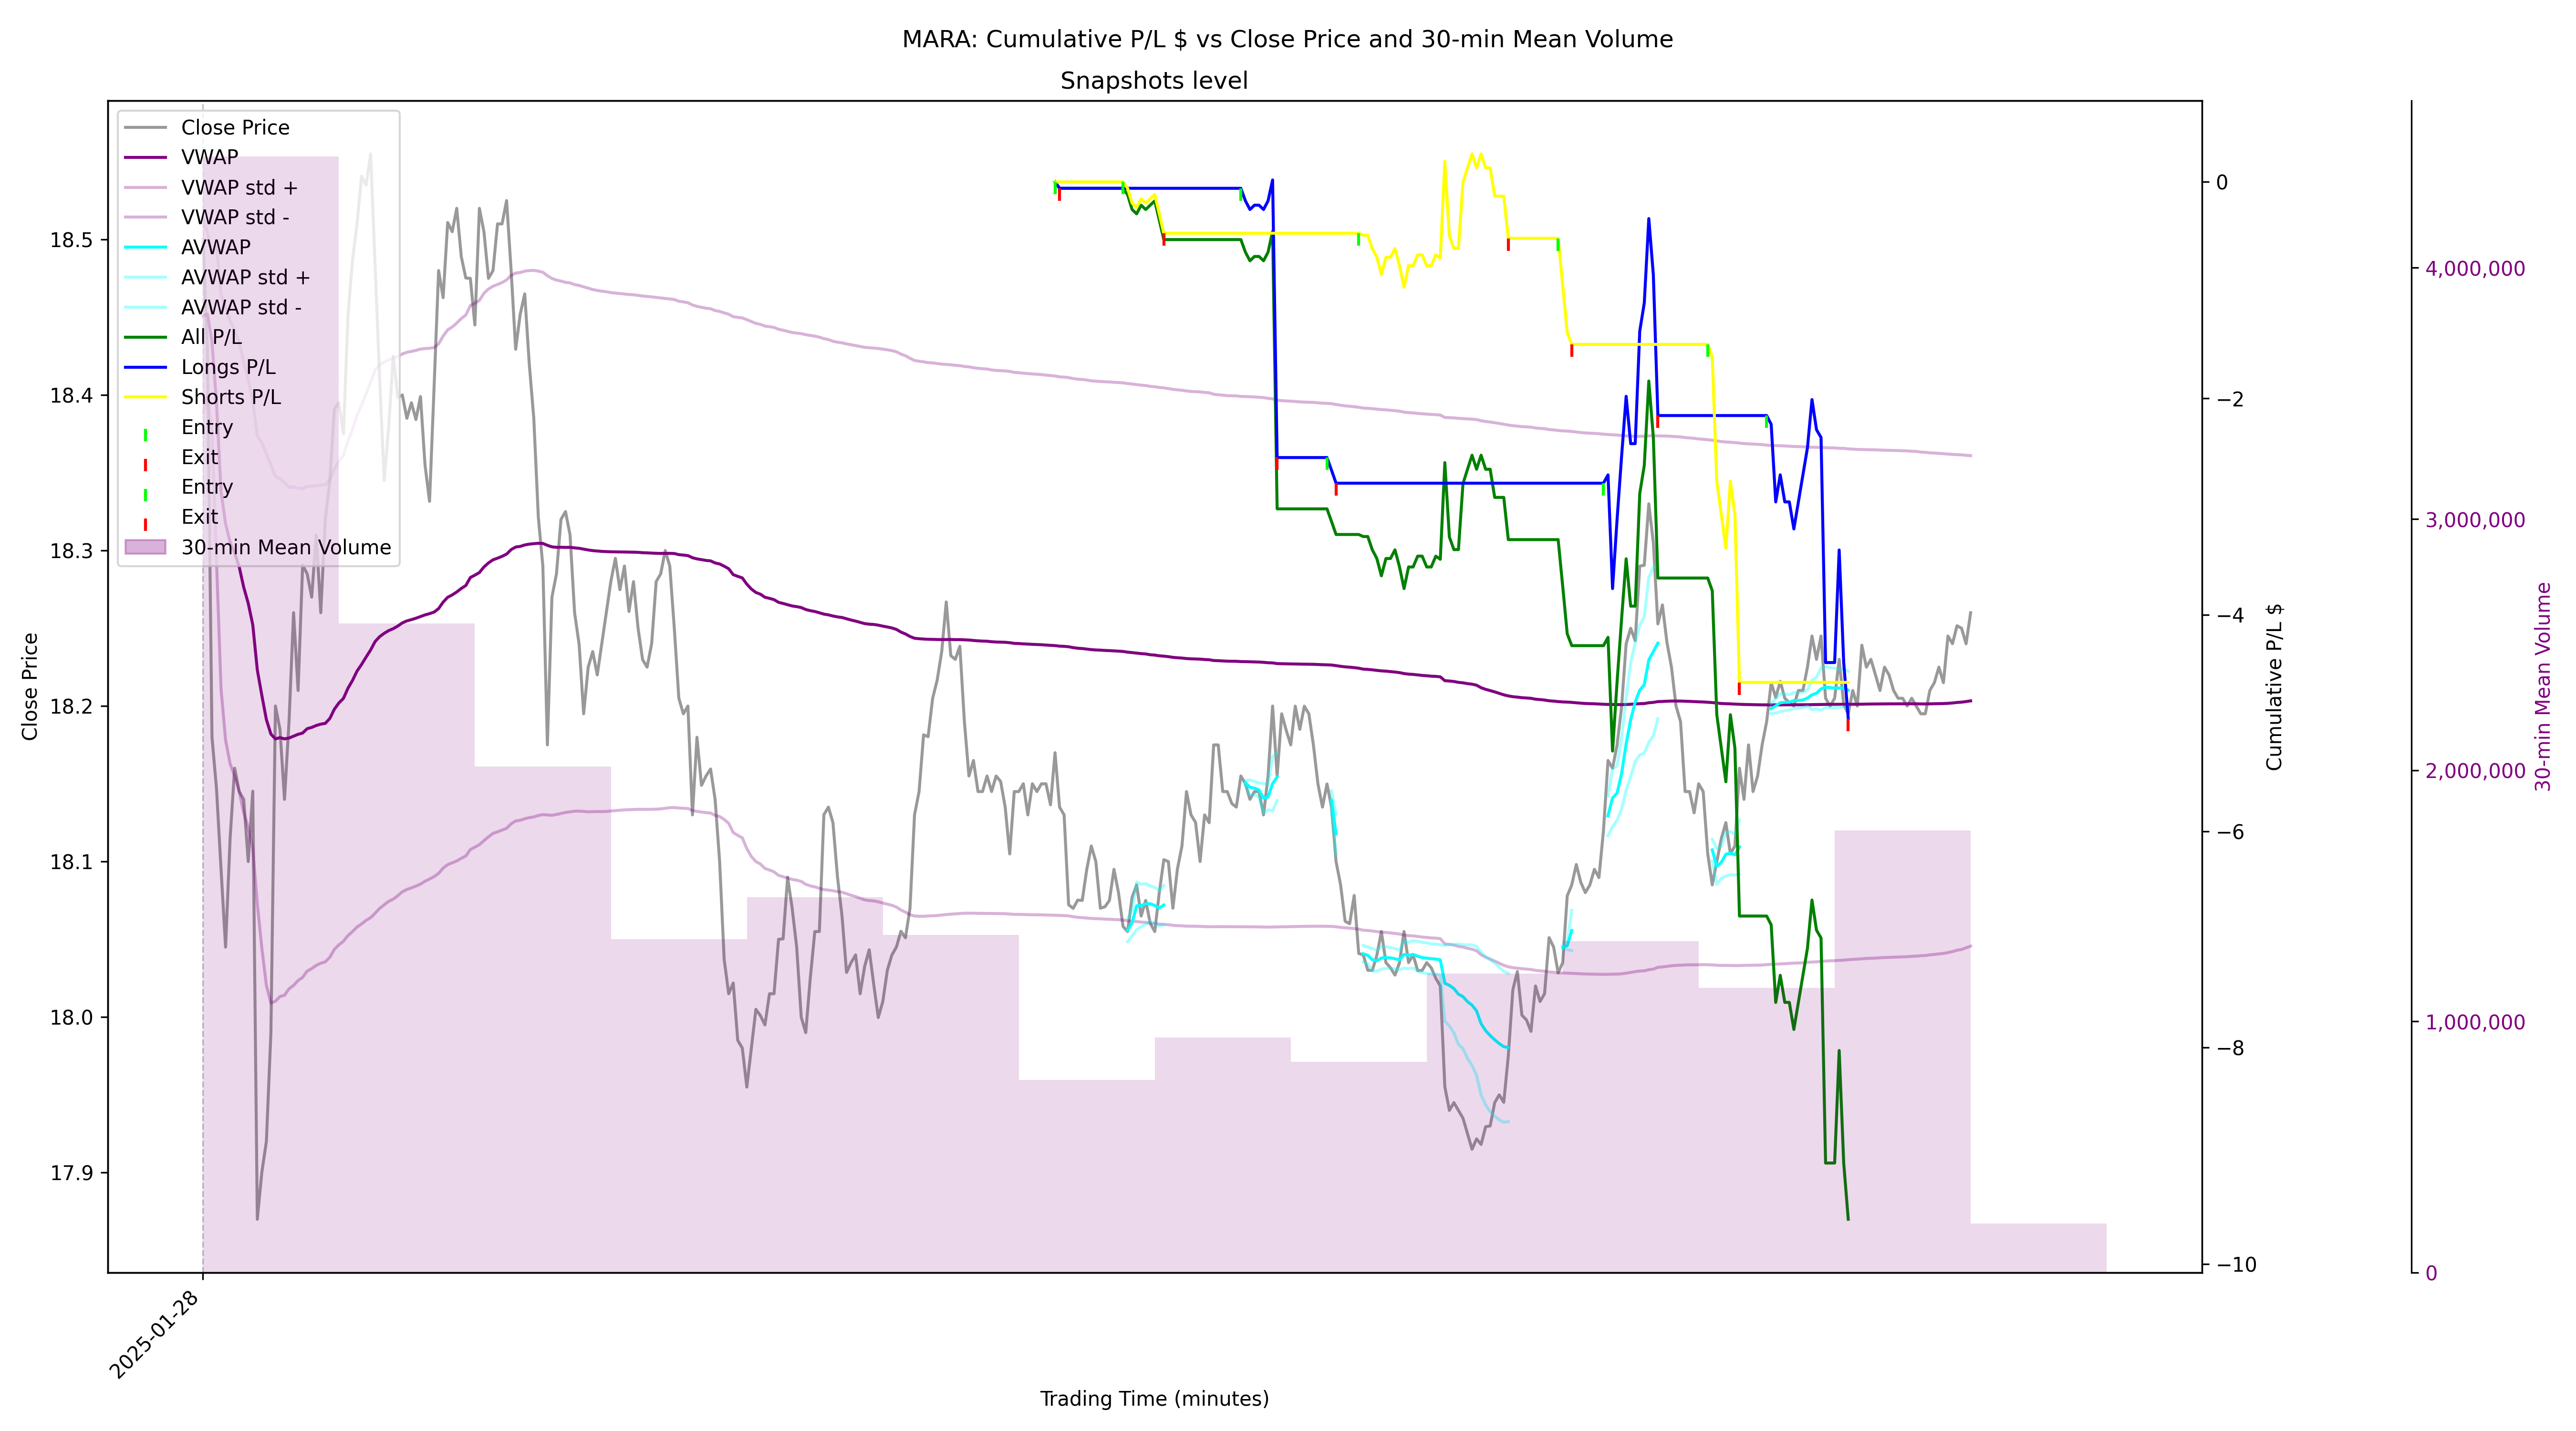 MARA: Cumulative P/L $ vs Close Price and 30-min Mean Volume
Snapshots level
Close Price
VWAP
VWAP std +
VWAP std -
AVWAP
AVWAP std +
AVWAP std -
All P/L
Longs P/L
Shorts P/L
Entry
Exit
Entry
Exit
30-min Mean Volume
Close Price
18.5
18.4
18.3
18.2
18.1
18.0
17.9
0
−2
−4
−6
−8
−10
Cumulative P/L $
4,000,000
3,000,000
2,000,000
1,000,000
0
30-min Mean Volume
2025-01-28
Trading Time (minutes)